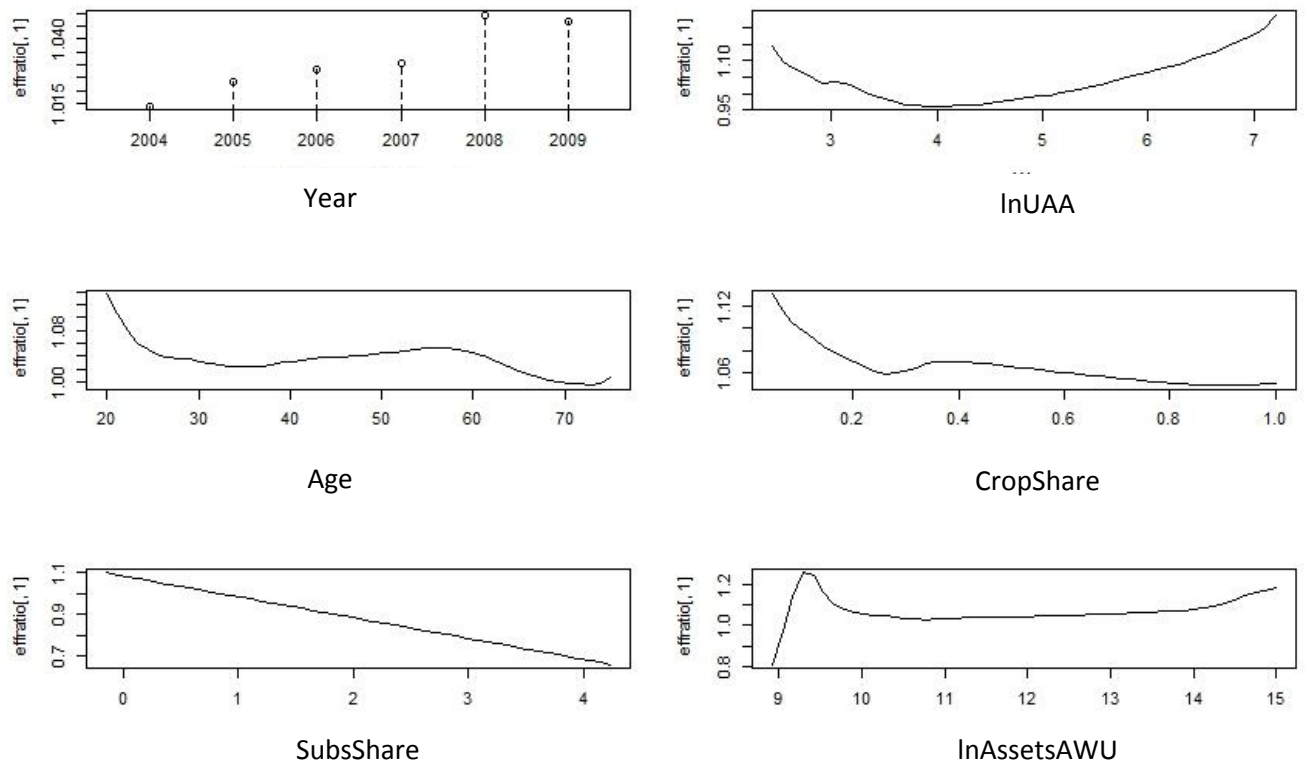 effratio[, 1]
1.015 1.040
2004 2005 2006 2007 2008 2009
Year
effratio[, 1]
0.95 1.10
3 4 5 6 7
lnUAA
effratio[, 1]
1.00 1.08
20 30 40 50 60 70
Age
effratio[, 1]
1.06 1.12
0.2 0.4 0.6 0.8 1.0
CropShare
effratio[, 1]
0.7 0.9 1.1
0 1 2 3 4
SubsShare
effratio[, 1]
0.8 1.0 1.2
9 10 11 12 13 14 15
lnAssetsAWU